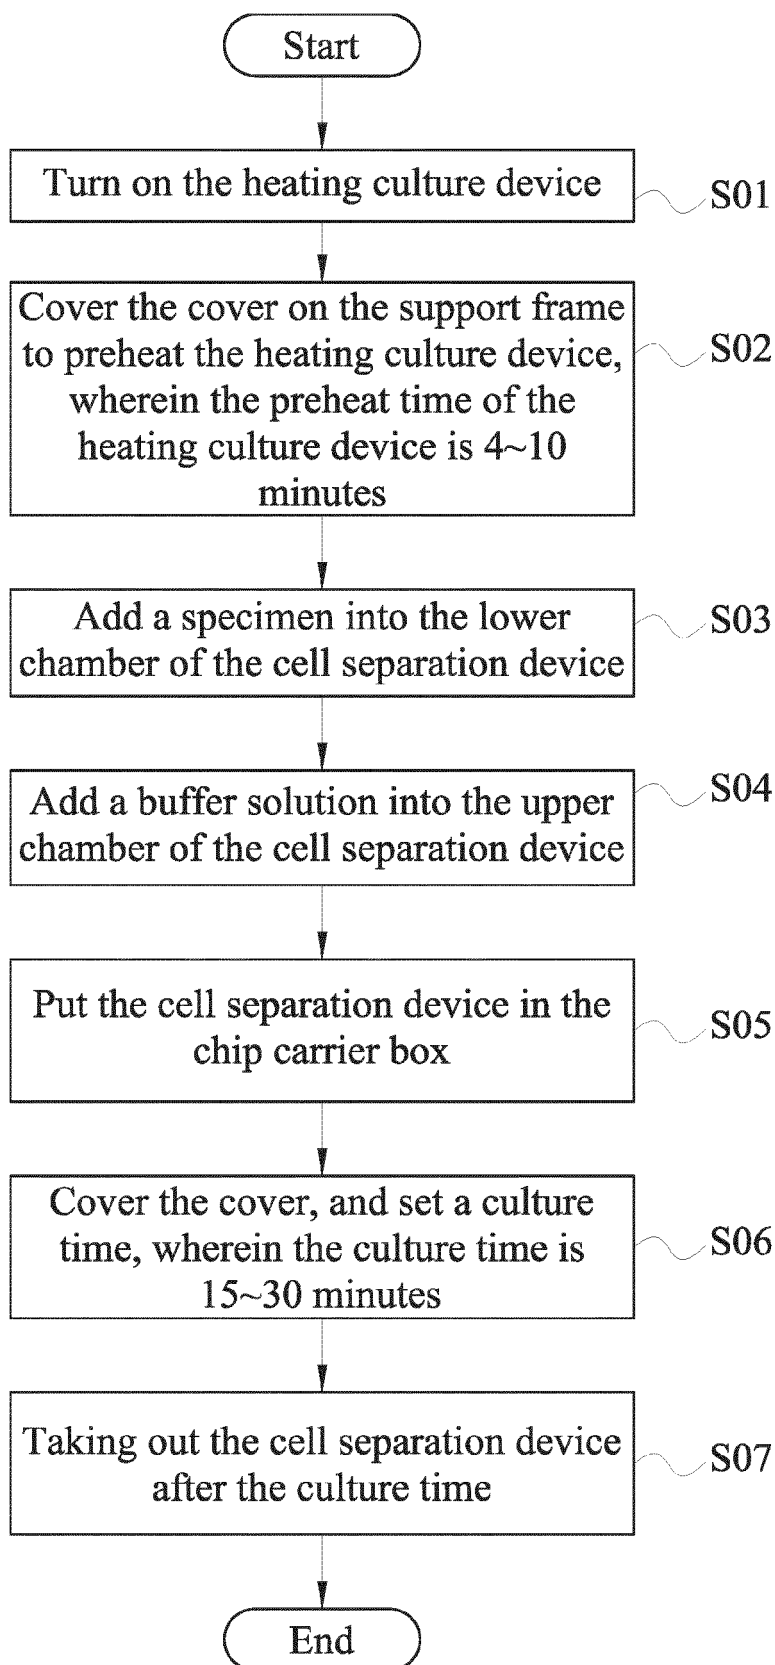 Start
Turn on the heating culture device
S01
Cover the cover on the support frame
to preheat the heating culture device,
wherein the preheat time of the
heating culture device is 4~10
minutes
S02
Add a specimen into the lower
chamber of the cell separation device
S03
Add a buffer solution into the upper
chamber of the cell separation device
S04
Put the cell separation device in the
chip carrier box
S05
Cover the cover, and set a culture
time, wherein the culture time is
15~30 minutes
S06
Taking out the cell separation device
after the culture time
S07
End